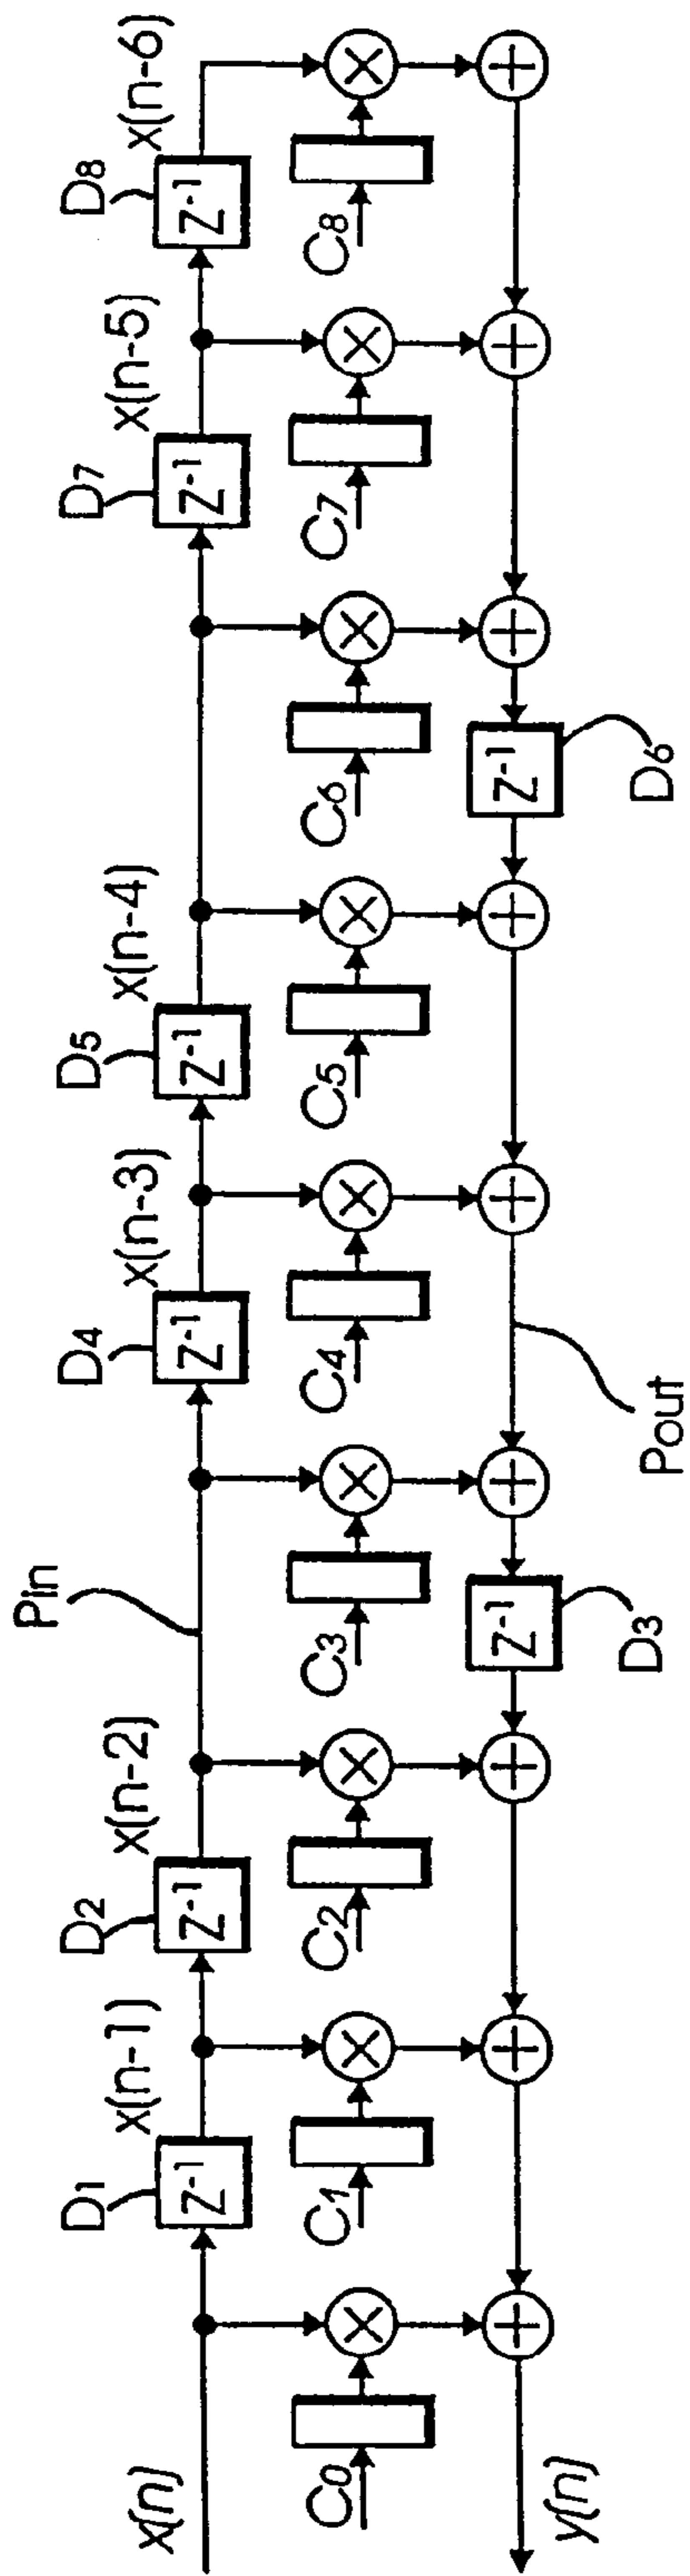 D1 D2 D4 D5 D7 D8
x(n) Z-1 x(n-1) Z-1 x(n-2) Pin Z-1 x(n-3) Z-1 x(n-4) Z-1 x(n-5) Z-1 x(n-6)
C0 C1 C2 C3 C4 C5 C6 C7 C8
y(n) Z-1 Z-1
D3 Pout D6